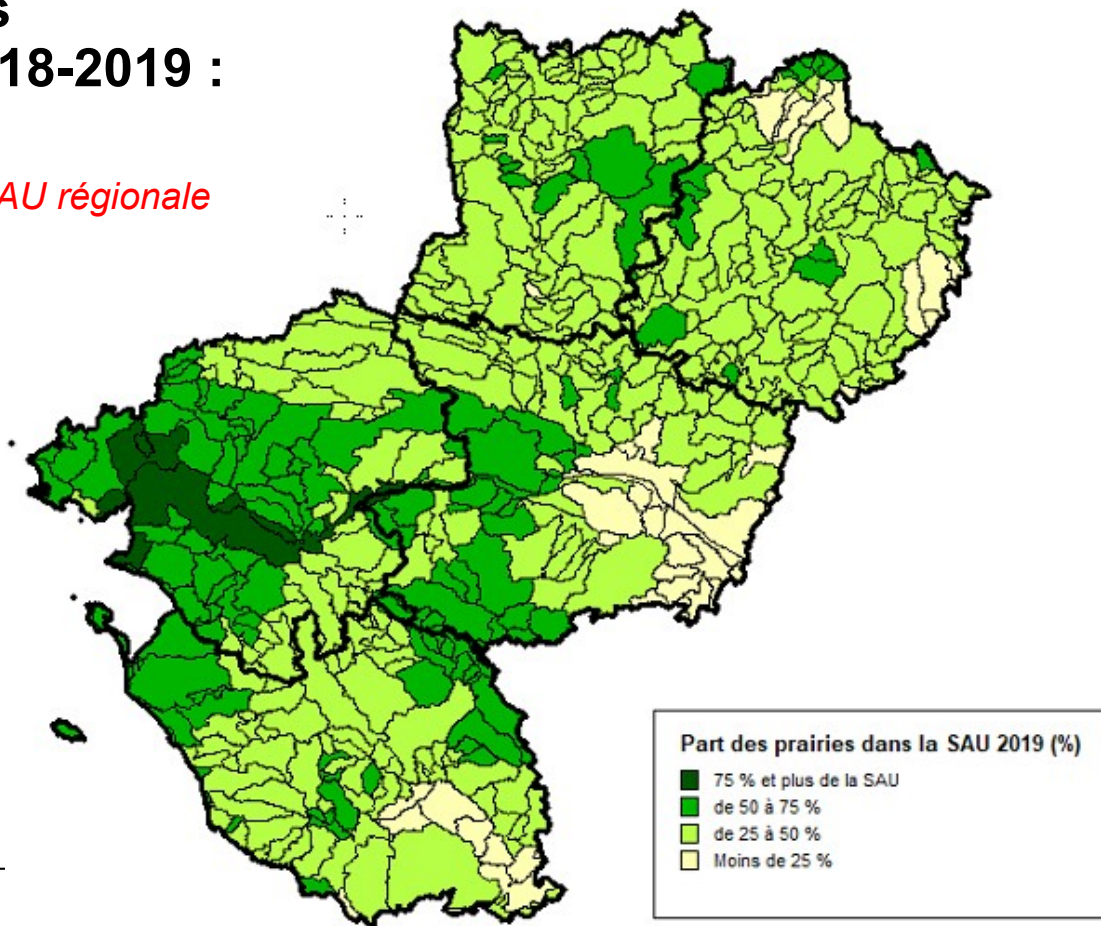 s
18-2019 :
AU régionale
Part des prairies dans la SAU 2019 (%)
75 % et plus de la SAU
de 50 à 75 %
de 25 à 50 %
Moins de 25 %